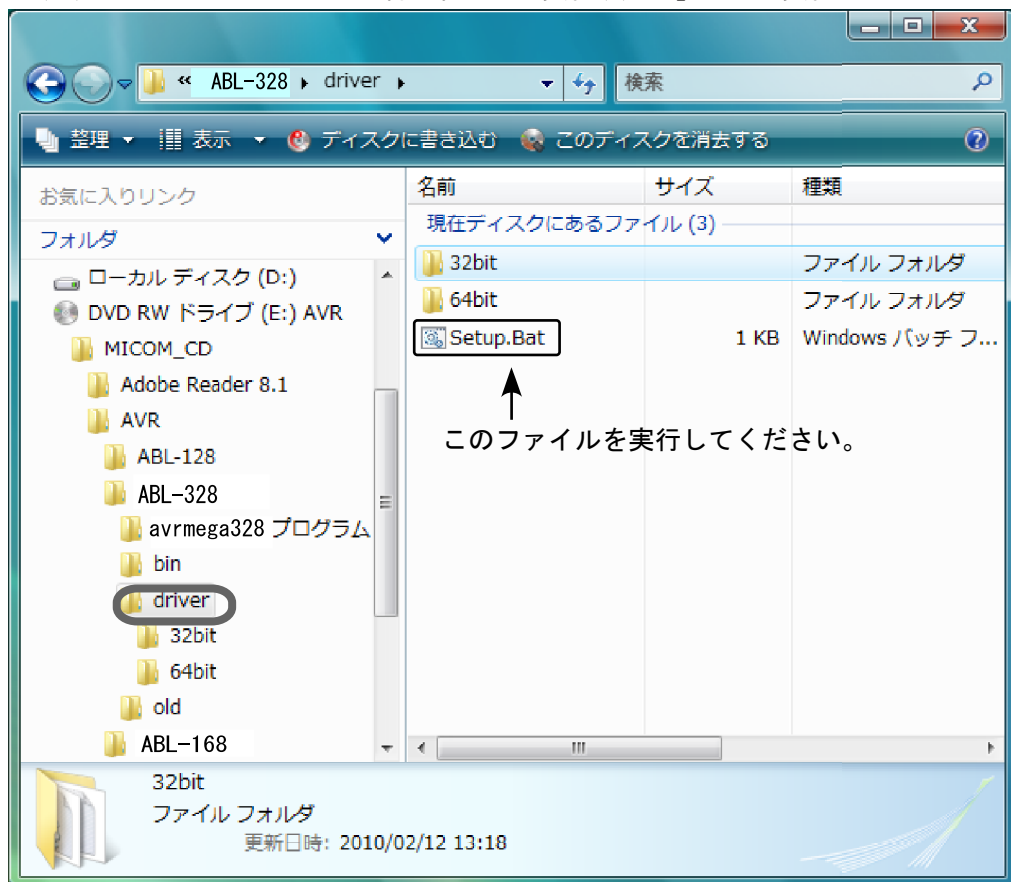 « ABL-328 ▸ driver ▸
検索
整理 表示 ディスクに書き込む このディスクを消去する
お気に入りリンク
フォルダ
ローカル ディスク (D:)
DVD RW ドライブ (E:) AVR
MICOM_CD
Adobe Reader 8.1
AVR
ABL-128
ABL-328
avrmega328 プログラム
bin
driver
32bit
64bit
old
ABL-168
名前 サイズ 種類
現在ディスクにあるファイル (3)
32bit ファイル フォルダ
64bit ファイル フォルダ
Setup.Bat 1 KB Windows バッチ フ...
このファイルを実行してください。
32bit
ファイル フォルダ
更新日時: 2010/02/12 13:18